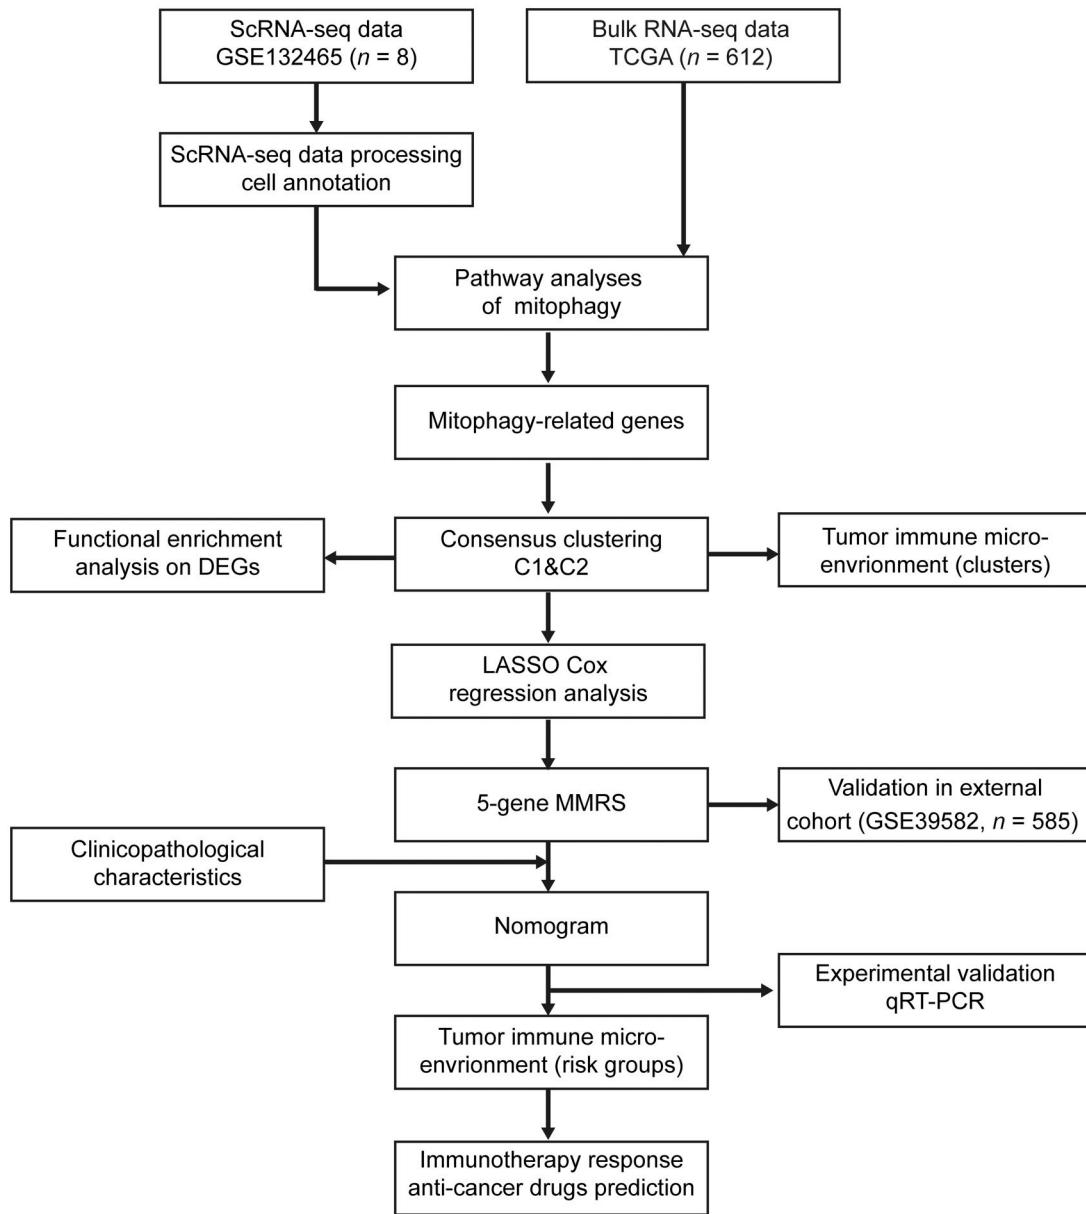 ScRNA-seq data
GSE132465 (n = 8)
Bulk RNA-seq data
TCGA (n = 612)
ScRNA-seq data processing
cell annotation
Pathway analyses
of mitophagy
Mitophagy-related genes
Functional enrichment
analysis on DEGs
Consensus clustering
C1&C2
Tumor immune micro-
envrionment (clusters)
LASSO Cox
regression analysis
5-gene MMRS
Validation in external
cohort (GSE39582, n = 585)
Clinicopathological
characteristics
Nomogram
Experimental validation
qRT-PCR
Tumor immune micro-
envrionment (risk groups)
Immunotherapy response
anti-cancer drugs prediction